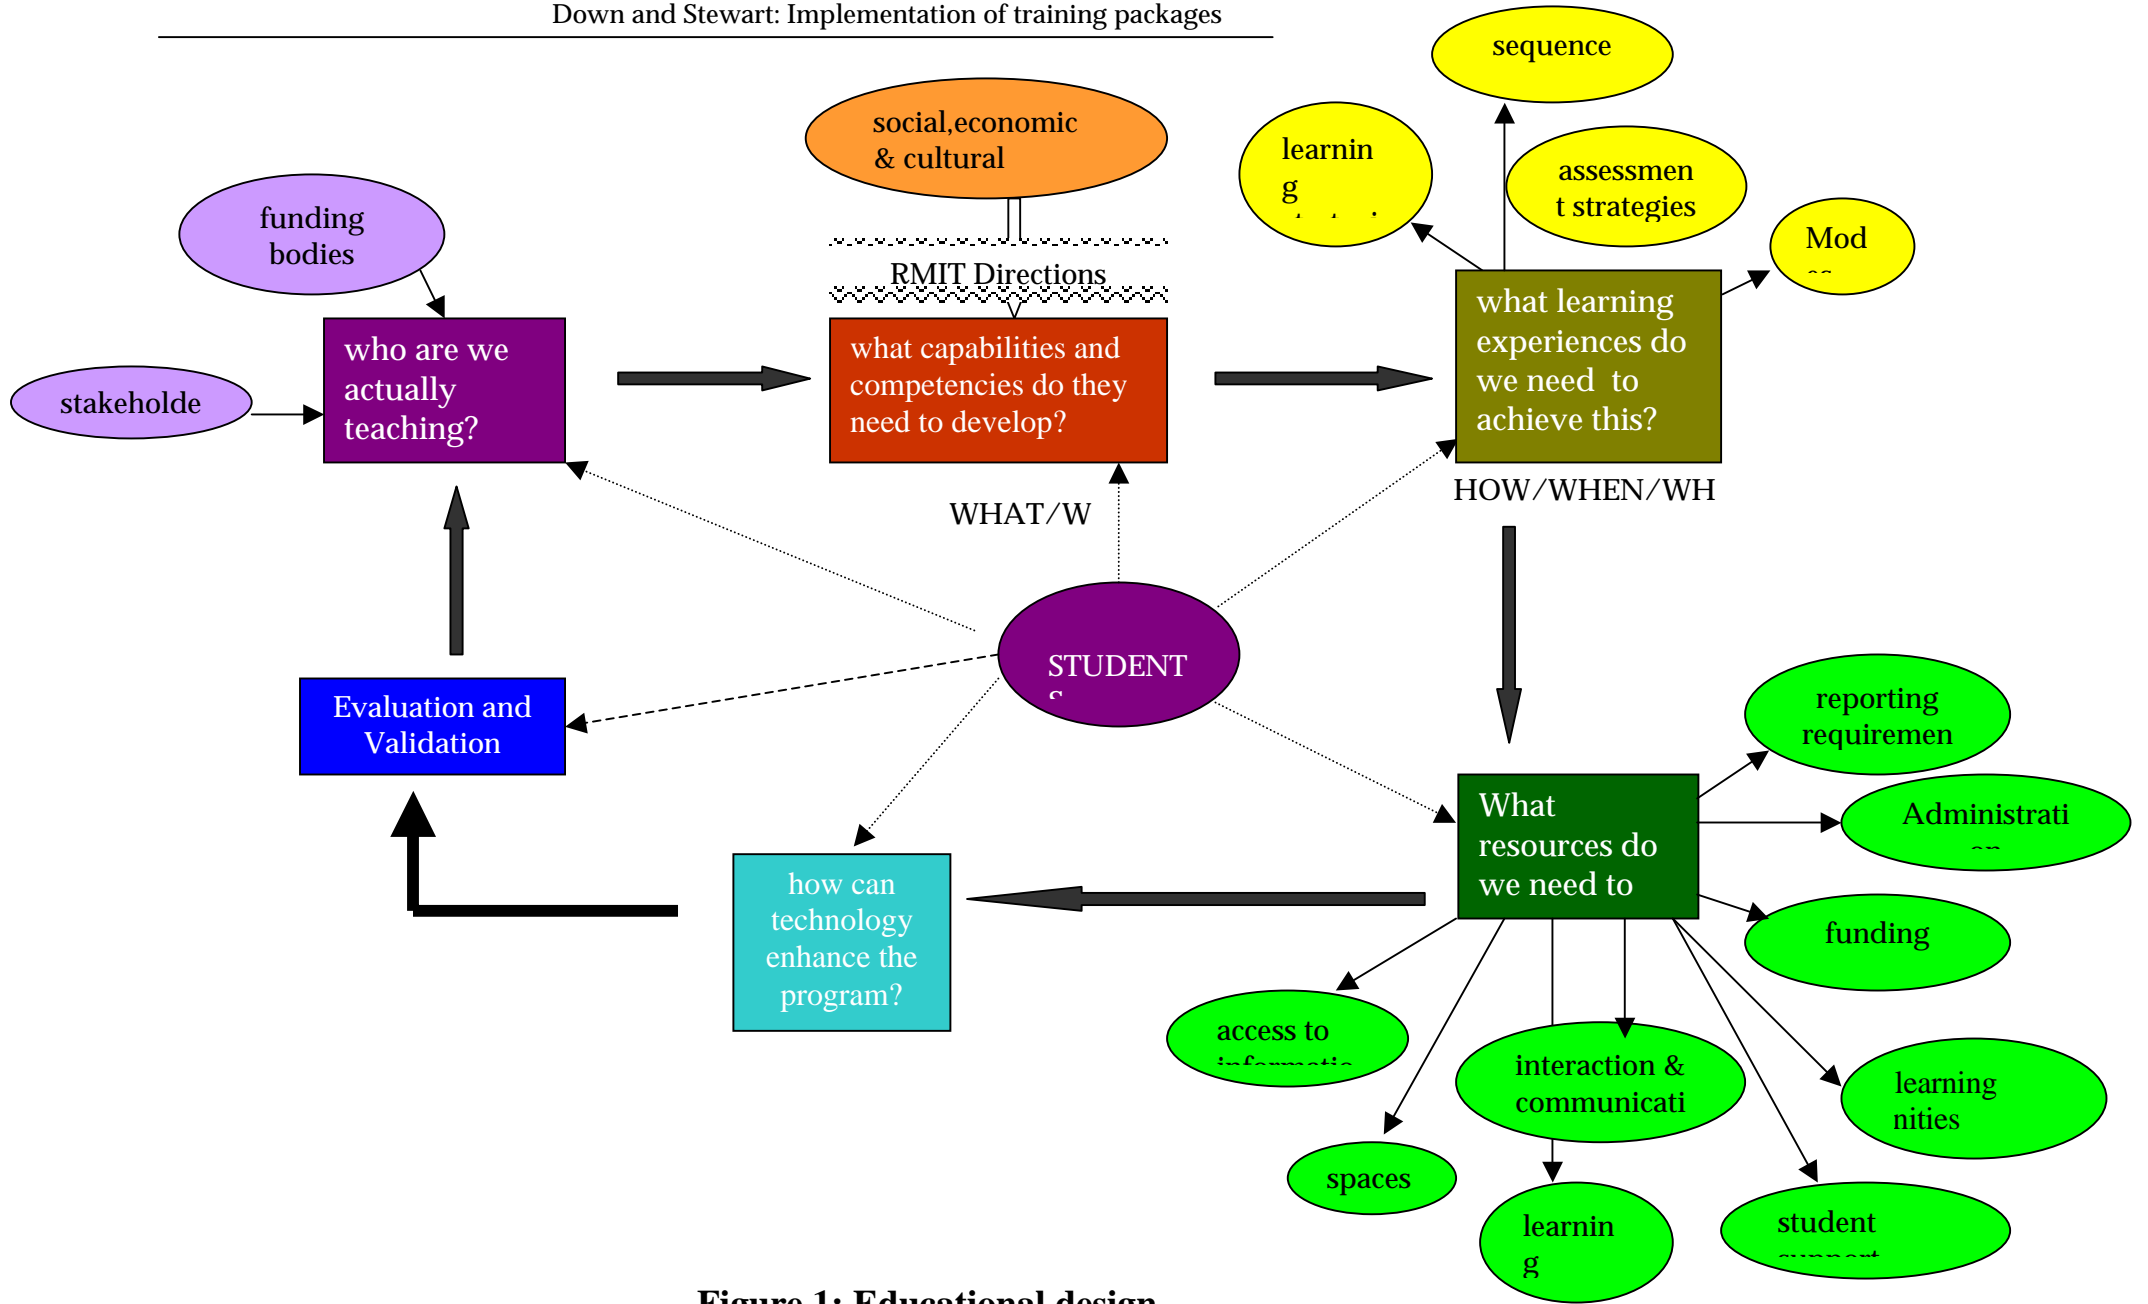 Down and Stewart: Implementation of training packages
sequence
social,economic
& cultural
learnin
g
assessmen
t strategies
funding
bodies
Mod
RMIT Directions
who are we
actually
teaching?
what capabilities and
competencies do they
need to develop?
what learning
experiences do
we need to
achieve this?
stakeholde
HOW/WHEN/WH
WHAT/W
STUDENT
S
Evaluation and
Validation
reporting
requiremen
What
resources do
we need to
Administrati
on
how can
technology
enhance the
program?
funding
access to
informatio
interaction &
communicati
learning
nities
spaces
learnin
g
student
support
Figure 1: Educational design